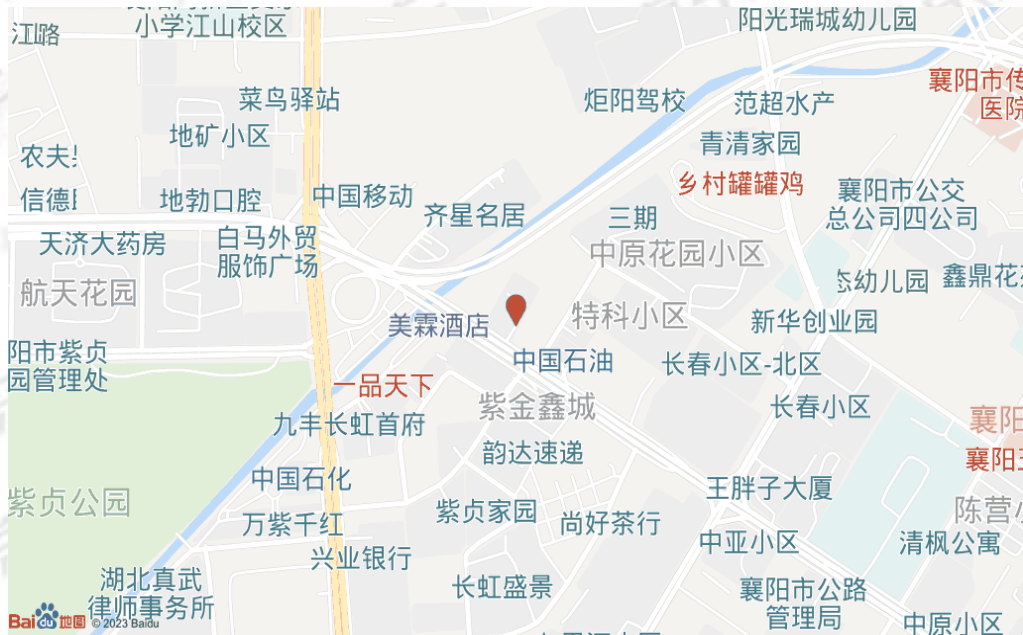 小学江山校区
阳光瑞城幼儿园
江路
襄阳市传
医院
菜鸟驿站
炬阳驾校
范超水产
地矿小区
青清家园
农夫
乡村罐罐鸡
信德
地勃口腔
中国移动
齐星名居
三期
襄阳市公交
总公司四公司
天济大药房
白马外贸
服饰广场
中原花园小区
态幼儿园
鑫鼎花
航天花园
美霖酒店
特科小区
新华创业园
阳市紫贞
园管理处
中国石油
长春小区-北区
一品天下
紫金鑫城
长春小区
九丰长虹首府
襄阳
韵达速递
襄阳
中国石化
王胖子大厦
紫贞公园
紫贞家园
尚好茶行
陈营
万紫千红
中亚小区
清枫公寓
兴业银行
湖北真武
律师事务所
长虹盛景
襄阳市公路
管理局
中原小区
Baidu地图 © 2023 Baidu